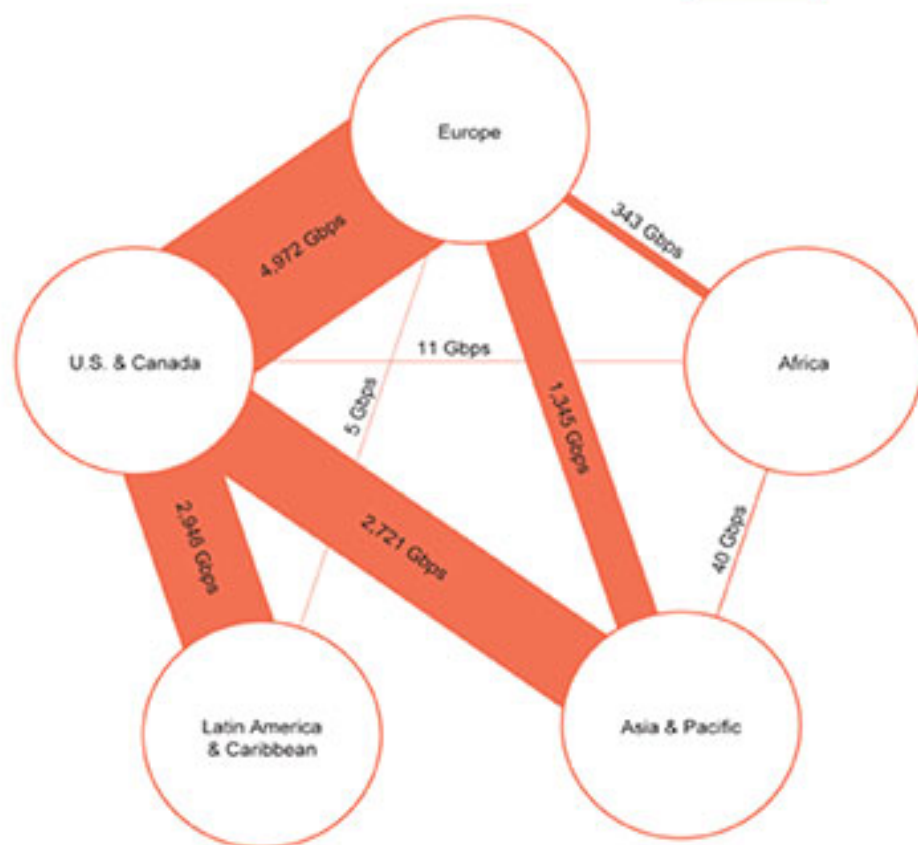 Europe
4,972 Gbps
343 Gbps
U.S. & Canada
11 Gbps
Africa
5 Gbps
1,345 Gbps
2,946 Gbps
2,721 Gbps
40 Gbps
Latin America
& Caribbean
Asia & Pacific